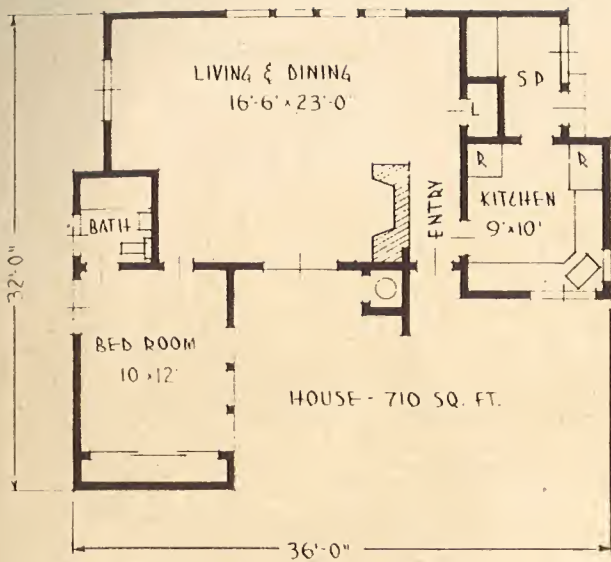 LIVING & DINING
16'-6" x 23'-0
S P
L
R
R
KITCHEN
9' x 10'
ENTRY
BATH
32'-0"
BED ROOM
10 x 12'
HOUSE - 710 SQ. FT.
36'-0"